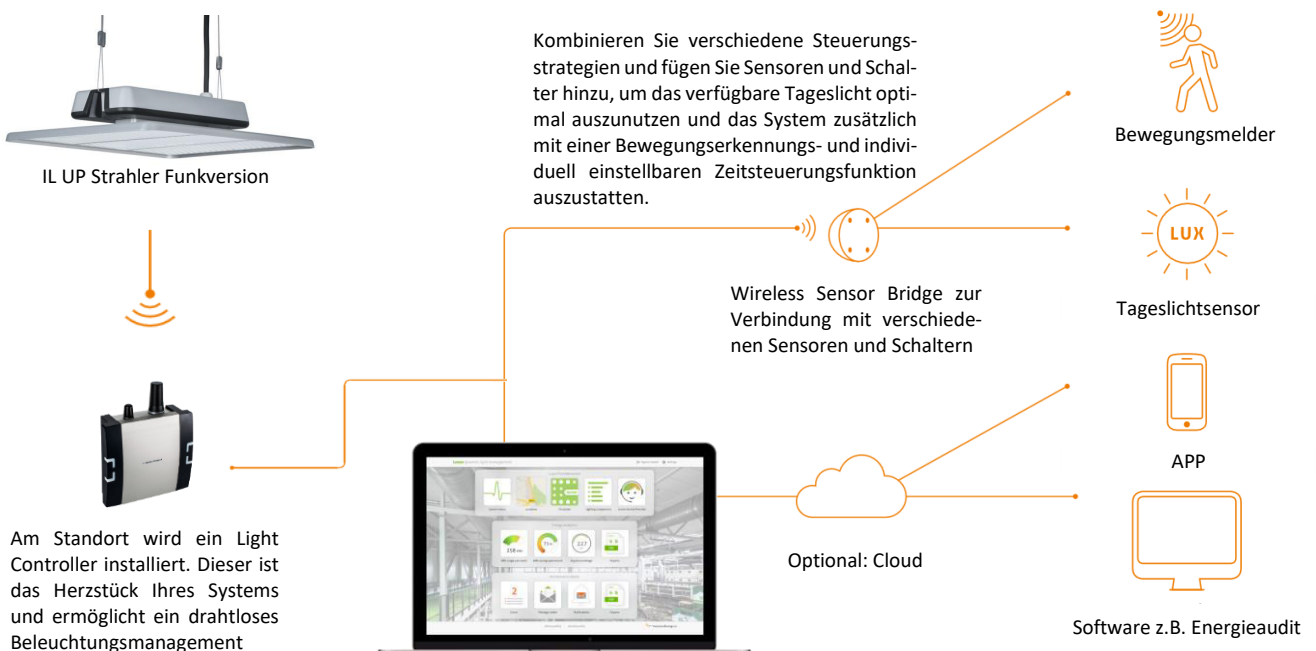 IL UP Strahler Funkversion
Am Standort wird ein Light
Controller installiert. Dieser ist
das Herzstück Ihres Systems
und ermöglicht ein drahtloses
Beleuchtungsmanagement
Kombinieren Sie verschiedene Steuerungs-
strategien und fügen Sie Sensoren und Schal-
ter hinzu, um das verfügbare Tageslicht opti-
mal auszunutzen und das System zusätzlich
mit einer Bewegungserkennungs- und indivi-
duell einstellbaren Zeitsteuerungsfunktion
auszustatten.
Wireless Sensor Bridge zur
Verbindung mit verschiede-
nen Sensoren und Schaltern
Optional: Cloud
Bewegungsmelder
LUX
Tageslichtsensor
APP
Software z.B. Energieaudit